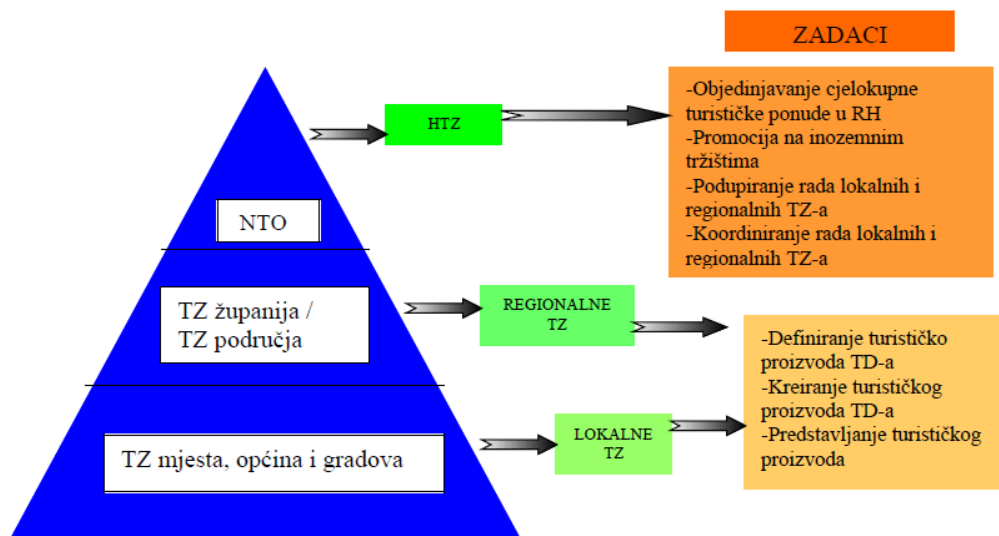 ZADACI
HTZ
-Objedinjavanje cjelokupne
turističke ponude u RH
-Promocija na inozemnim
tržištima
-Podupiranje rada lokalnih i
regionalnih TZ-a
-Koordiniranje rada lokalnih i
regionalnih TZ-a
NTO
TZ županija /
TZ područja
REGIONALNE
TZ
-Definiranje turističko
proizvoda TD-a
-Kreiranje turističkog
proizvoda TD-a
-Predstavljanje turističkog
proizvoda
TZ mjesta, općina i gradova
LOKALNE
TZ